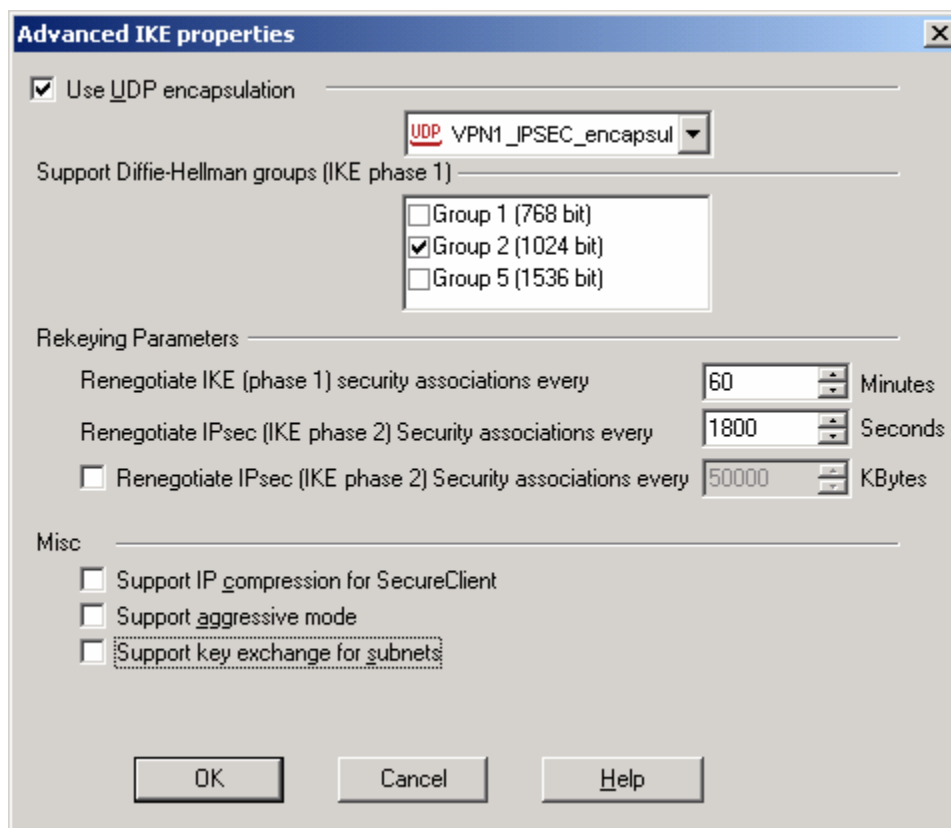 Advanced IKE properties
Use UDP encapsulation
UDP VPN1_IPSEC_encapsul
Support Diffie-Hellman groups (IKE phase 1)
Group 1 (768 bit)
Group 2 (1024 bit)
Group 5 (1536 bit)
Rekeying Parameters
Renegotiate IKE (phase 1) security associations every 60 Minutes
Renegotiate IPsec (IKE phase 2) Security associations every 1800 Seconds
Renegotiate IPsec (IKE phase 2) Security associations every 50000 KBytes
Misc
Support IP compression for SecureClient
Support aggressive mode
Support key exchange for subnets
OK Cancel Help